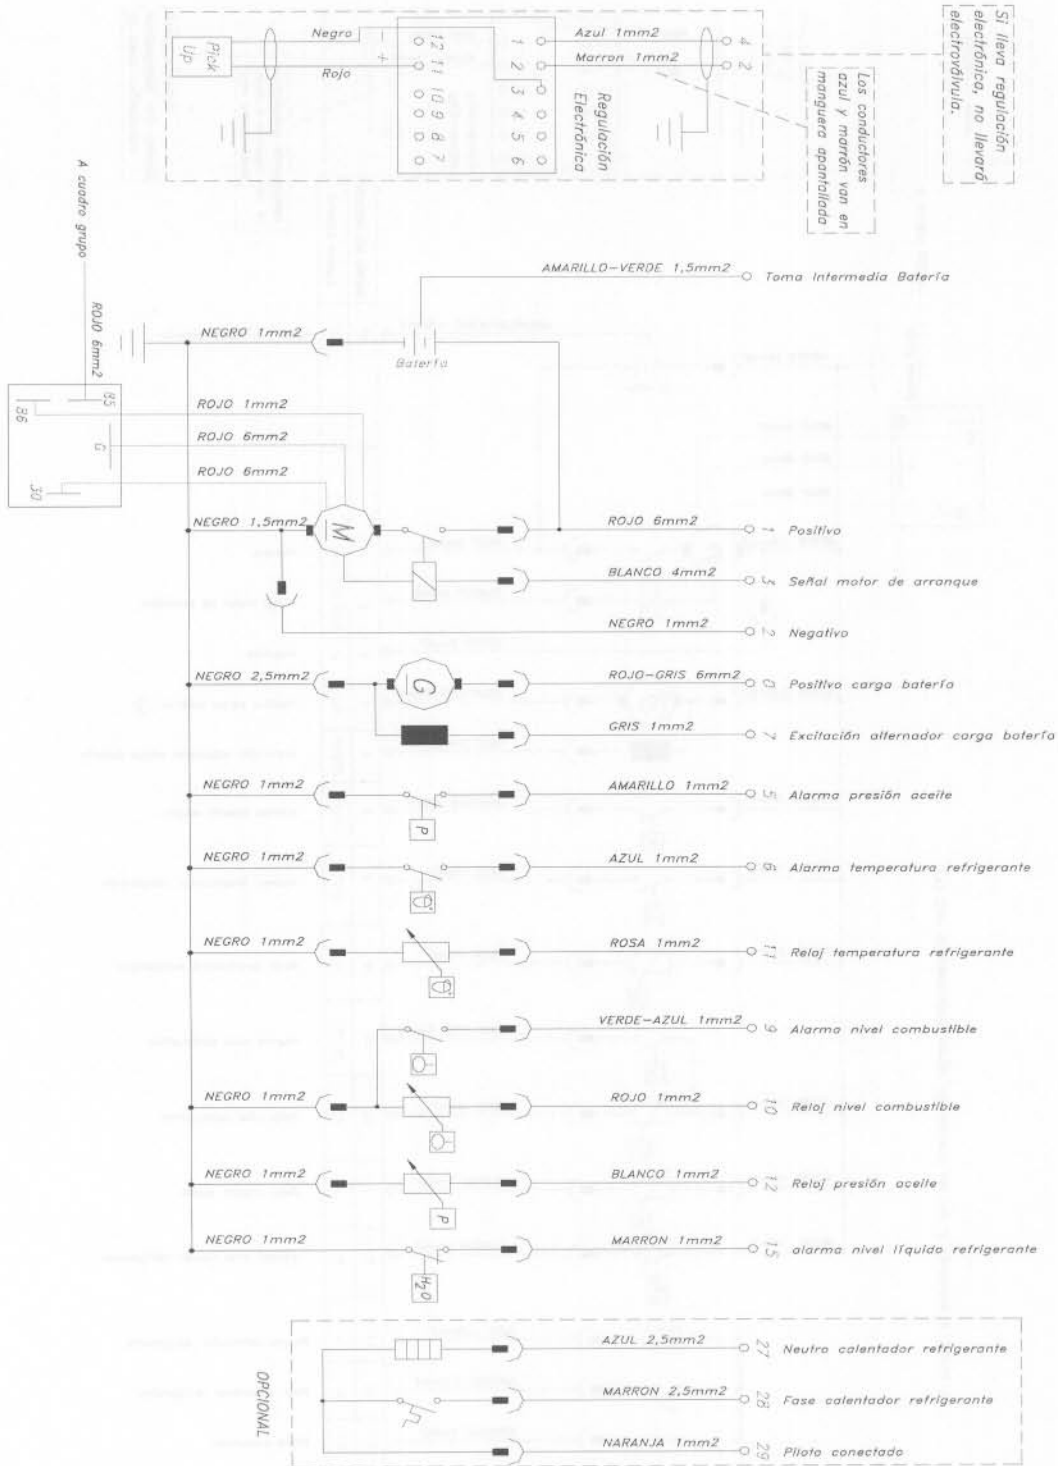 Si lleva regulación
electrónica, no llevará
electroválvula.
Los conductores
azul y marrón van en
manguera apantallada
Pick
Up
Negro
Rojo
-
+
12
11
10
9
8
7
1
2
3
4
5
6
Regulación
Electrónica
Azul 1mm2
4
Marron 1mm2
2
A cuadro grupo
ROJO 6mm2
AMARILLO-VERDE 1,5mm2
Toma Intermedia Batería
NEGRO 1mm2
Batería
85
86
G
30
ROJO 1mm2
ROJO 6mm2
ROJO 6mm2
NEGRO 1,5mm2
M
ROJO 6mm2
1 Positivo
BLANCO 4mm2
3 Señal motor de arranque
NEGRO 1mm2
2 Negativo
NEGRO 2,5mm2
G
ROJO-GRIS 6mm2
Positivo carga batería
GRIS 1mm2
7 Excitación alternador carga batería
NEGRO 1mm2
P
AMARILLO 1mm2
5 Alarma presión aceite
NEGRO 1mm2
AZUL 1mm2
6 Alarma temperatura refrigerante
NEGRO 1mm2
ROSA 1mm2
11 Reloj temperatura refrigerante
VERDE-AZUL 1mm2
9 Alarma nivel combustible
NEGRO 1mm2
ROJO 1mm2
10 Reloj nivel combustible
NEGRO 1mm2
P
BLANCO 1mm2
12 Reloj presión aceite
NEGRO 1mm2
H2O
MARRON 1mm2
15 alarma nivel líquido refrigerante
OPCIONAL
AZUL 2,5mm2
27 Neutro calentador refrigerante
MARRON 2,5mm2
28 Fase calentador refrigerante
NARANJA 1mm2
29 Piloto conectado